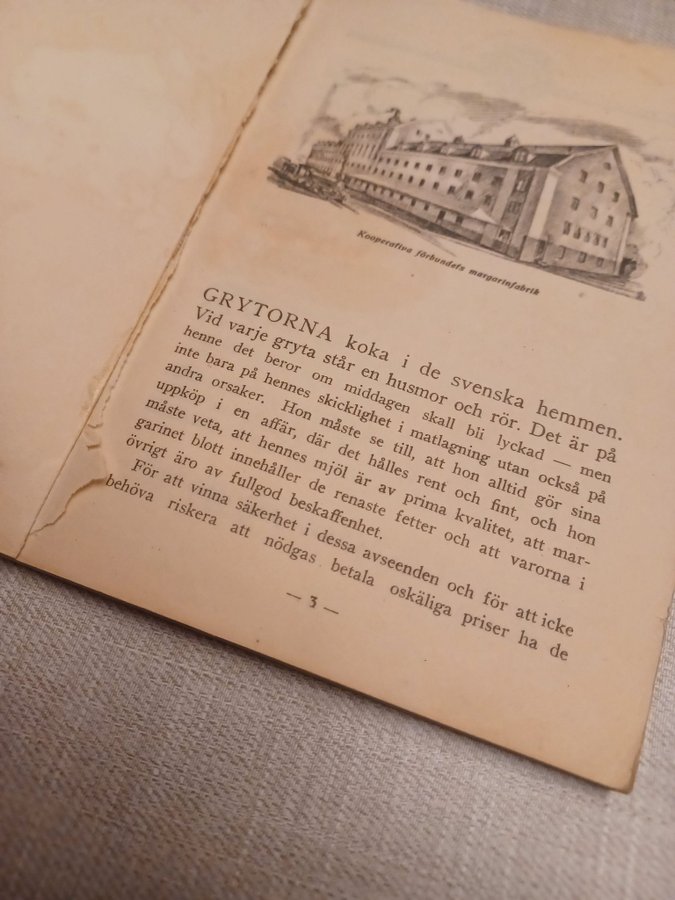 Kooperativa förbundets margarinfabrik
GRYTORNA koka i de svenska hemmen.
Vid varje gryta står en husmor och rör. Det är på
henne det beror om middagen skall bli lyckad — men
inte bara på hennes skicklighet i matlagning utan också på
andra orsaker. Hon måste se till, att hon alltid gör sina
uppköp i en affär, där det hålles rent och fint, och hon
måste veta, att hennes mjöl är av prima kvalitet, att mar-
garinet blott innehåller de renaste fetter och att varorna i
övrigt äro av fullgod beskaffenhet.
För att vinna säkerhet i dessa avseenden och för att icke
behöva riskera att nödgas betala oskäliga priser ha de
— 3 —